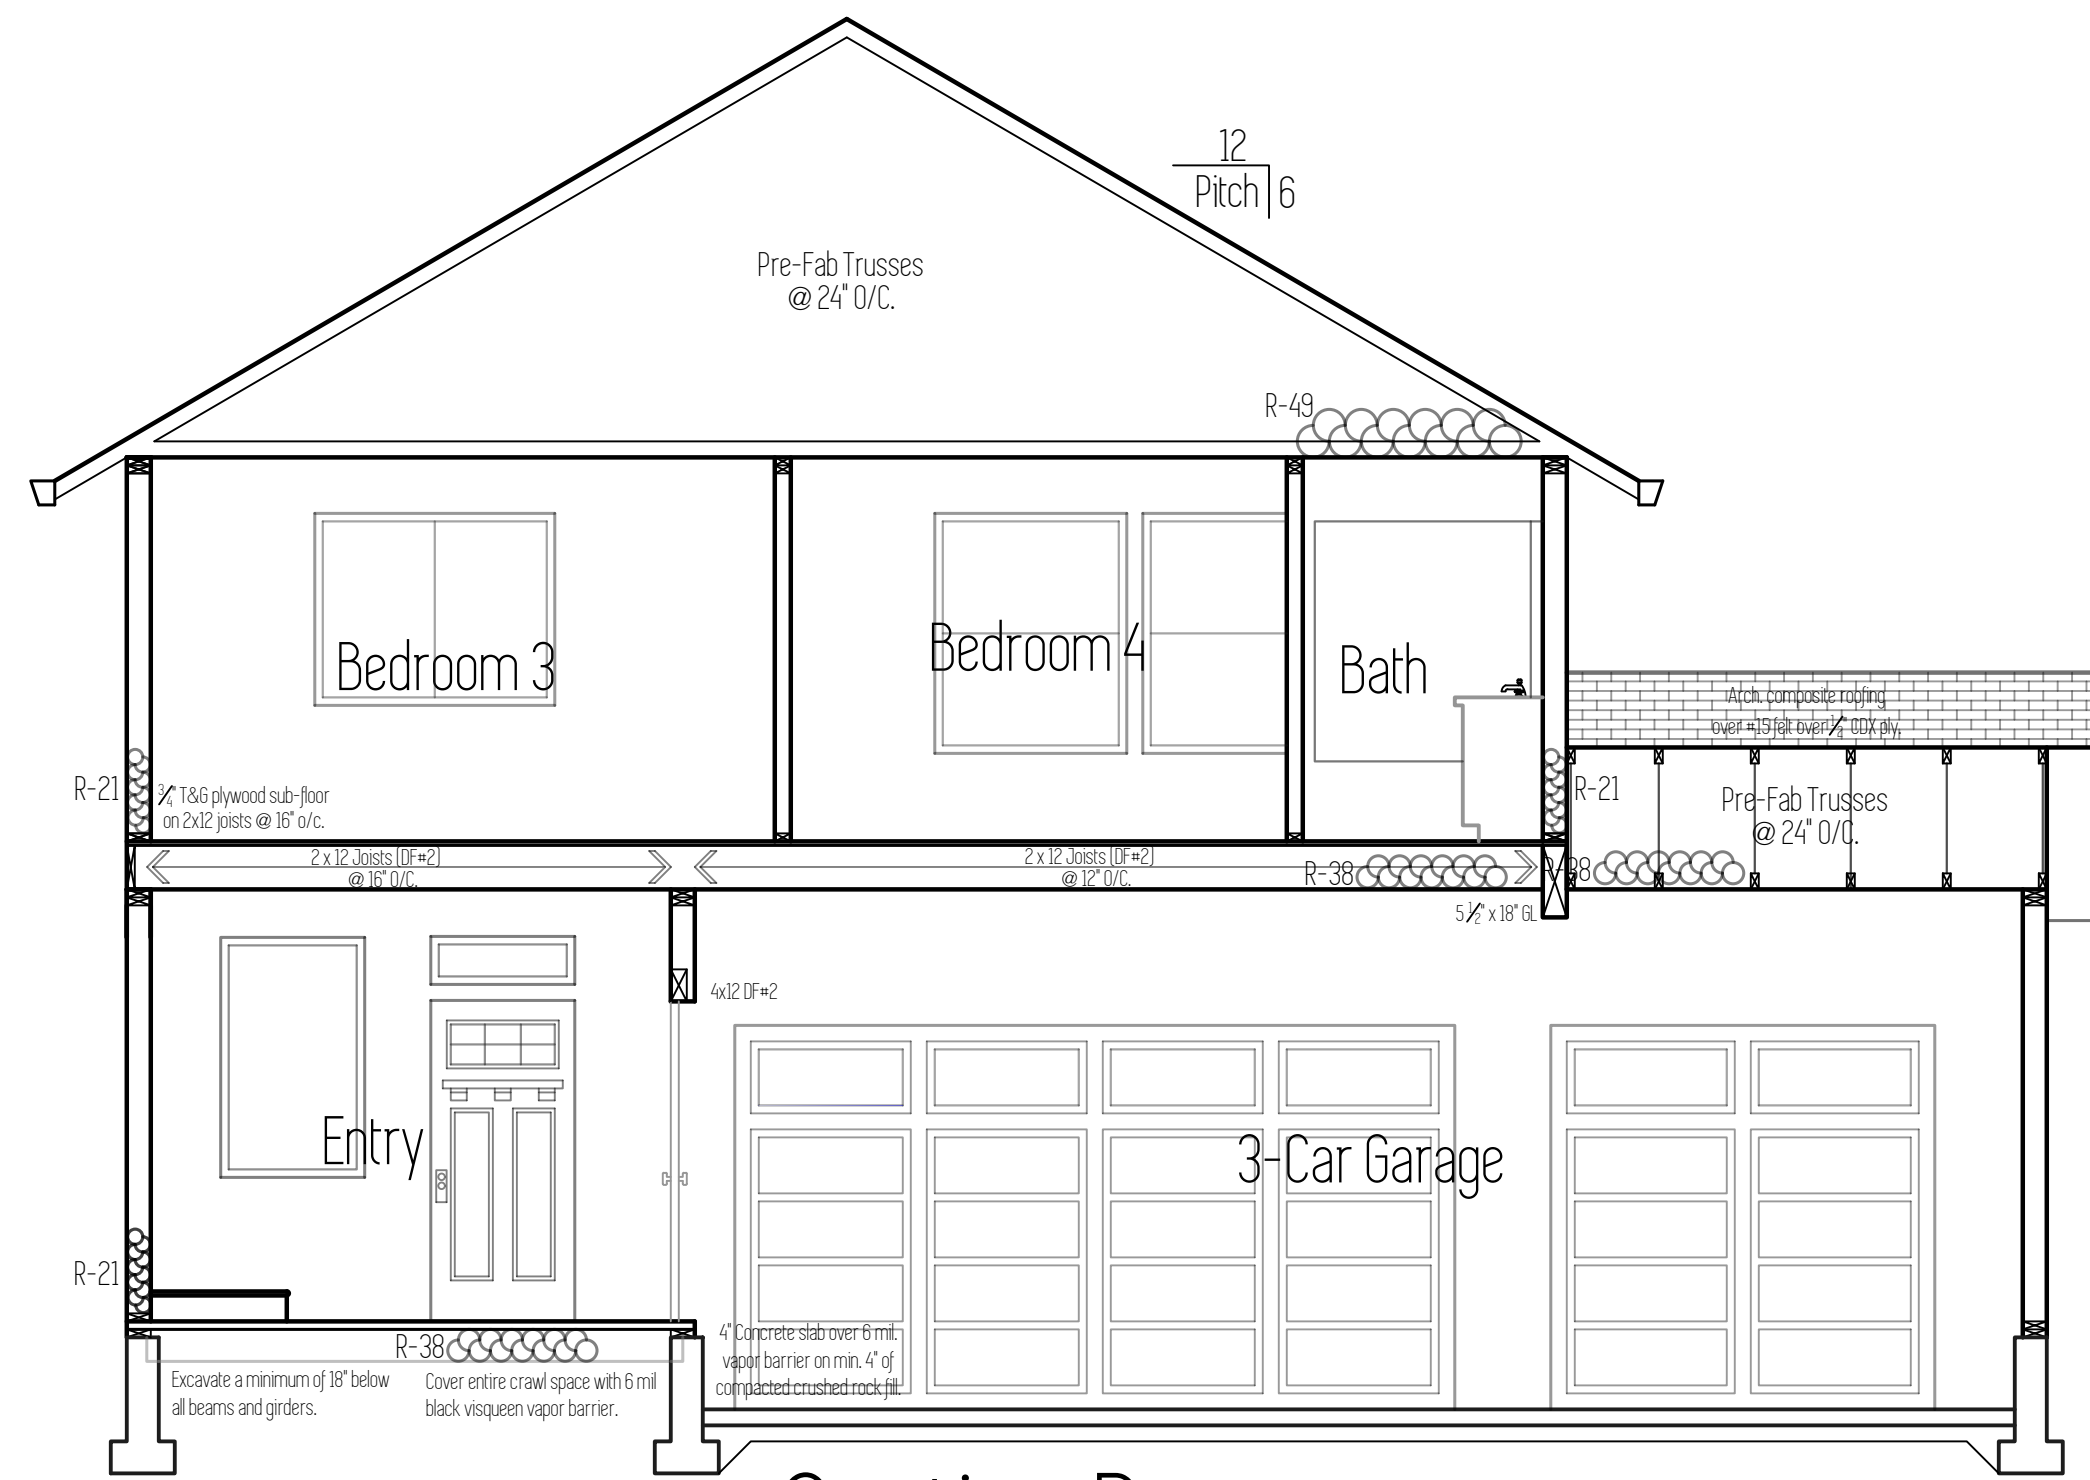 12
Pitch 6
Pre-Fab Trusses
@ 24" O/C.
R-49
Bedroom 3
Bedroom 4
Bath
Arch. composite roofing
over #15 felt over 1/2" CDX ply.
R-21
3/4" T&G plywood sub-floor
on 2x12 joists @ 16" o/c.
R-21
Pre-Fab Trusses
@ 24" O/C.
2 x 12 Joists (DF#2)
@ 16" O/C.
2 x 12 Joists (DF#2)
@ 12" O/C.
R-38
R-38
5 1/2" x 18" GL
4x12 DF#2
Entry
3-Car Garage
R-21
R-38
4" Concrete slab over 6 mil.
vapor barrier on min. 4" of
compacted crushed rock fill.
Excavate a minimum of 18" below
all beams and girders.
Cover entire crawl space with 6 mil
black visqueen vapor barrier.